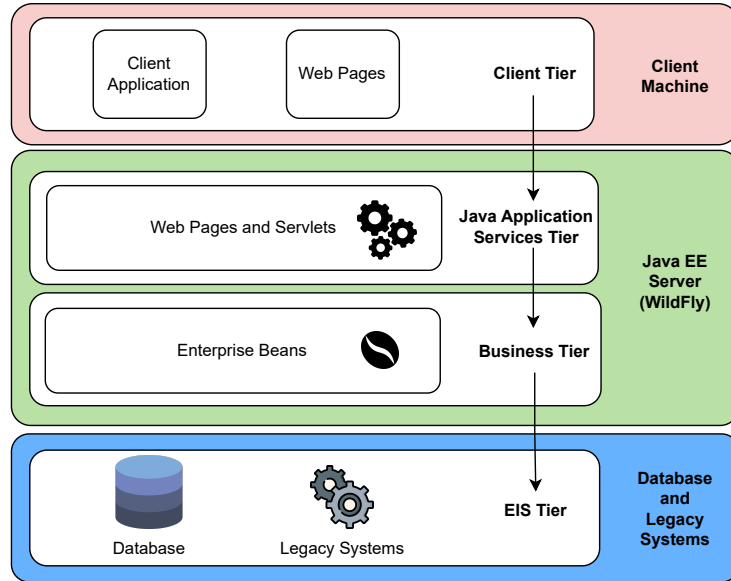 Client
Application
Web Pages
Client Tier
Client
Machine
Web Pages and Servlets
Java Application
Services Tier
Java EE
Server
(WildFly)
Enterprise Beans
Business Tier
Database
Legacy Systems
EIS Tier
Database
and
Legacy
Systems